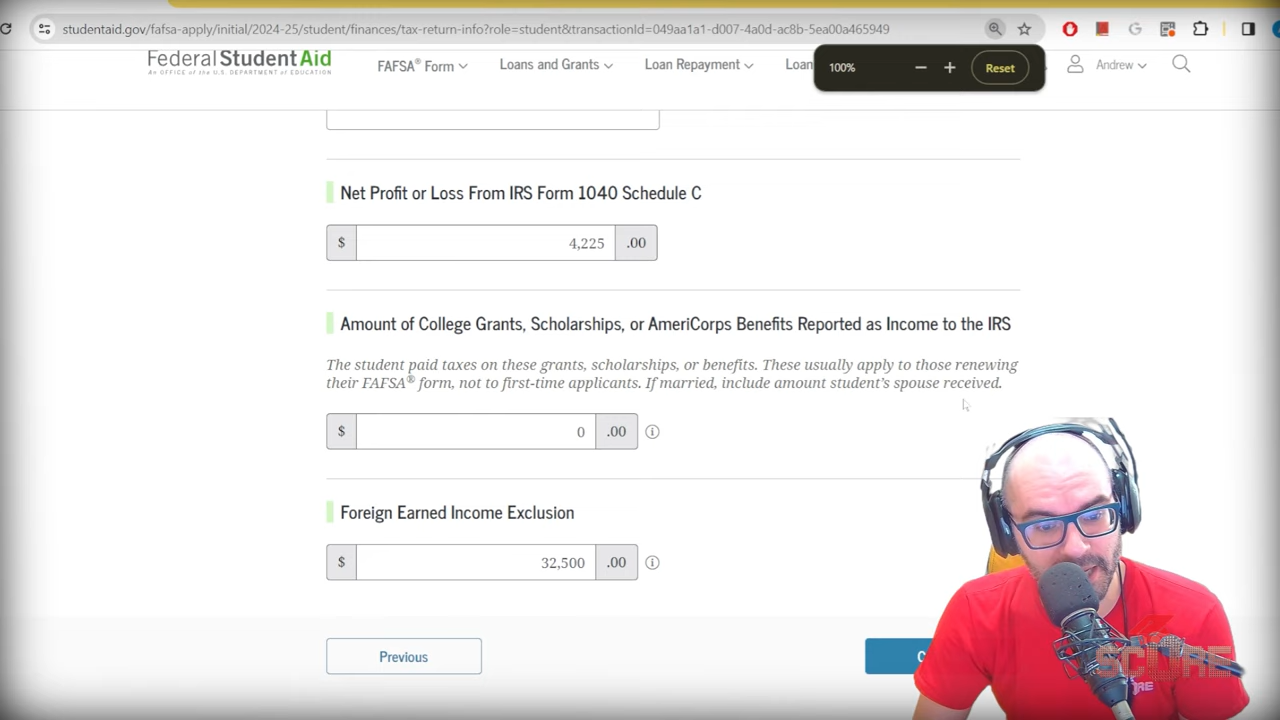 studentaid.gov/fafsa-apply/initial/2024-25/student/finances/tax-return-info?role=student&transactionId=049aa1a1-d007-4a0d-ac8b-5ea00a465949
Federal Student Aid
An OFFICE of the U.S. DEPARTMENT of EDUCATION
FAFSA® Form
Loans and Grants
Loan Repayment
Loan
100%
Reset
Andrew
Net Profit or Loss From IRS Form 1040 Schedule C
$ 4,225 .00
Amount of College Grants, Scholarships, or AmeriCorps Benefits Reported as Income to the IRS
The student paid taxes on these grants, scholarships, or benefits. These usually apply to those renewing
their FAFSA® form, not to first-time applicants. If married, include amount student's spouse received.
$ 0 .00
Foreign Earned Income Exclusion
$ 32,500 .00
Previous
C